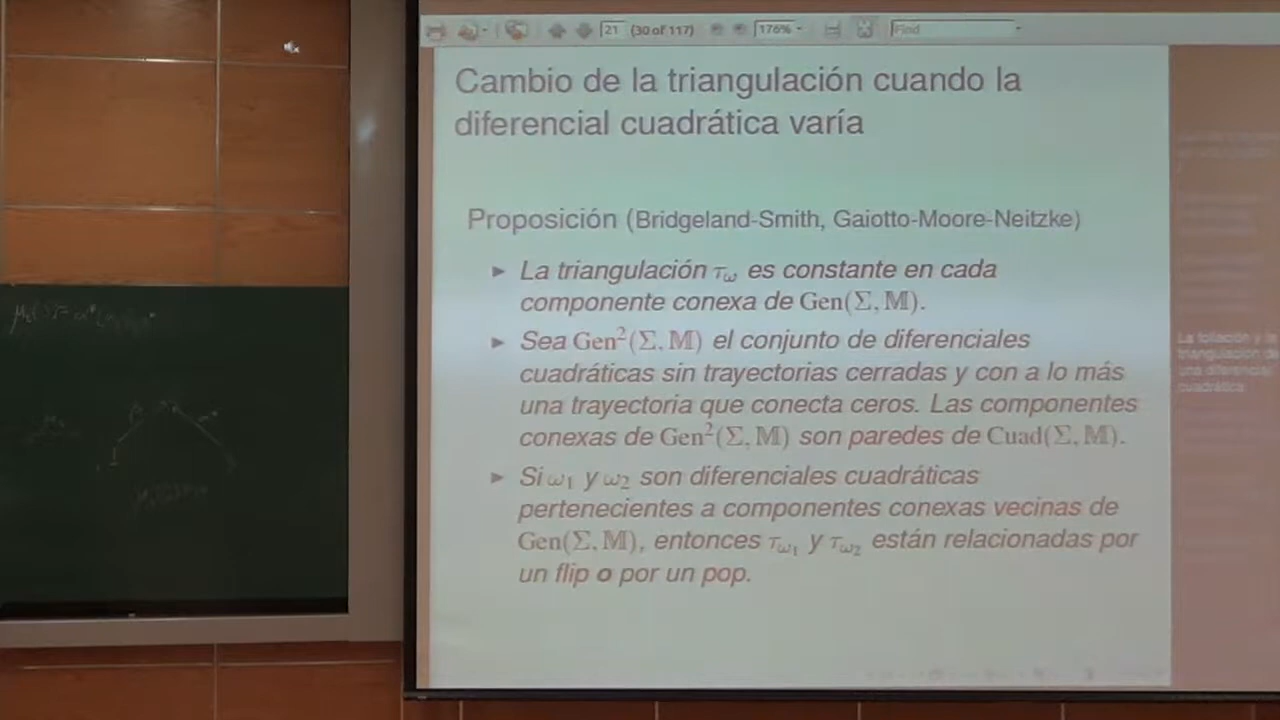 21 (30 of 117) 176% Find
Cambio de la triangulación cuando la
diferencial cuadrática varía
Proposición (Bridgeland-Smith, Gaiotto-Moore-Neitzke)
► La triangulación τω es constante en cada
componente conexa de Gen(Σ, 𝕄).
► Sea Gen²(Σ, 𝕄) el conjunto de diferenciales
cuadráticas sin trayectorias cerradas y con a lo más
una trayectoria que conecta ceros. Las componentes
conexas de Gen²(Σ, 𝕄) son paredes de Cuad(Σ, 𝕄).
► Si ω₁ y ω₂ son diferenciales cuadráticas
pertenecientes a componentes conexas vecinas de
Gen(Σ, 𝕄), entonces τω₁ y τω₂ están relacionadas por
un flip o por un pop.
La foliación y la
triangulación de
una diferencial
cuadrática